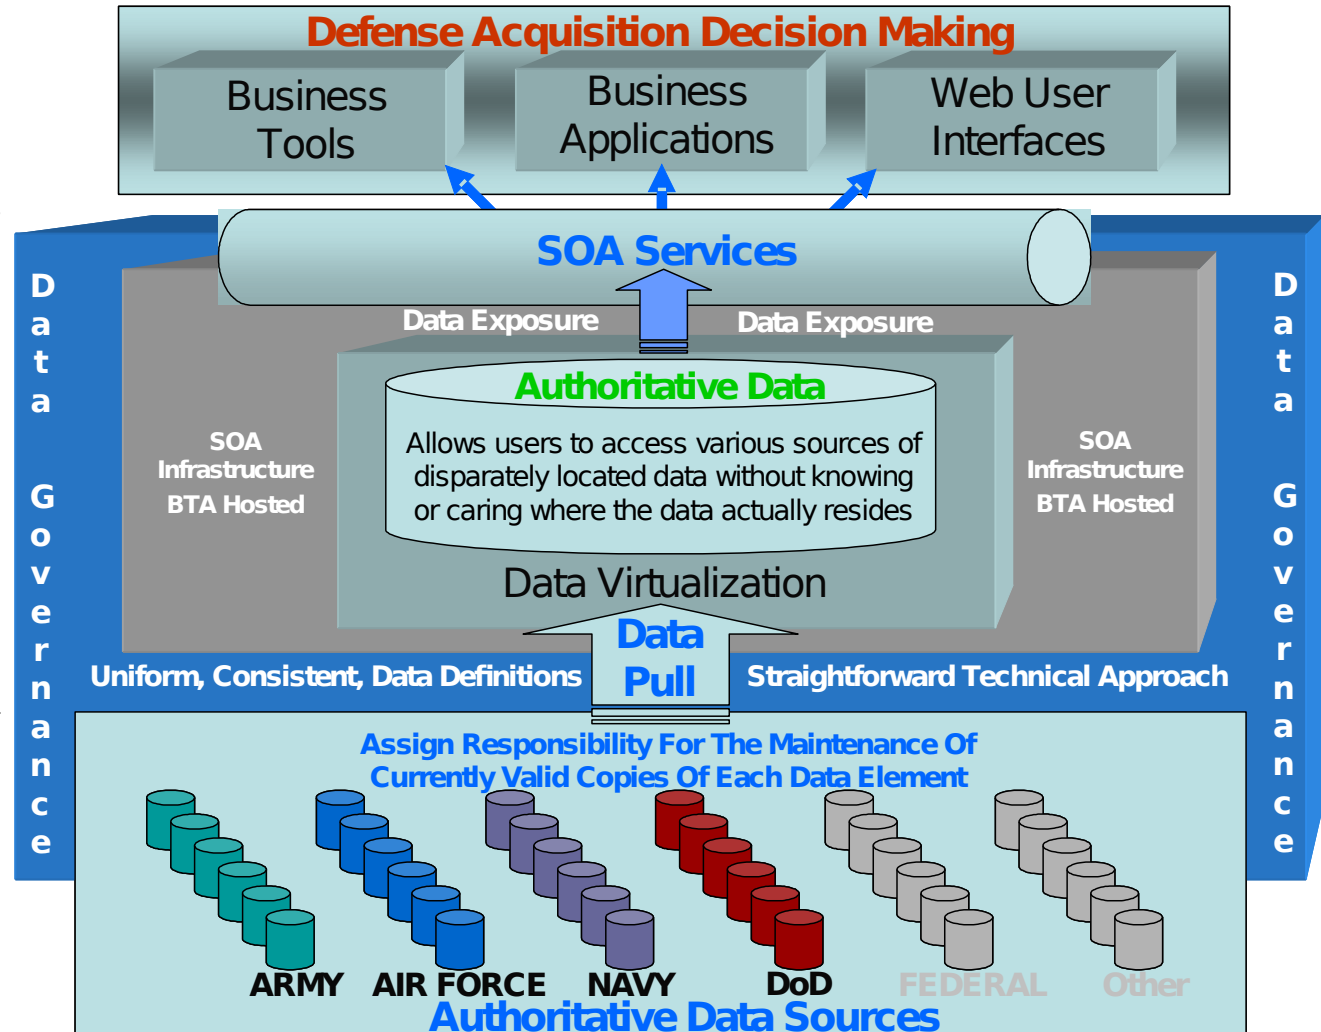 Defense Acquisition Decision Making
Business
Tools
Business
Applications
Web User
Interfaces
SOA Services
Data Exposure
Data Exposure
Data Governance
Data Governance
Authoritative Data
Allows users to access various sources of
disparately located data without knowing
or caring where the data actually resides
SOA
Infrastructure
BTA Hosted
SOA
Infrastructure
BTA Hosted
Data Virtualization
Data
Pull
Uniform, Consistent, Data Definitions
Straightforward Technical Approach
Assign Responsibility For The Maintenance Of
Currently Valid Copies Of Each Data Element
ARMY
AIR FORCE
NAVY
DoD
FEDERAL
Other
Authoritative Data Sources